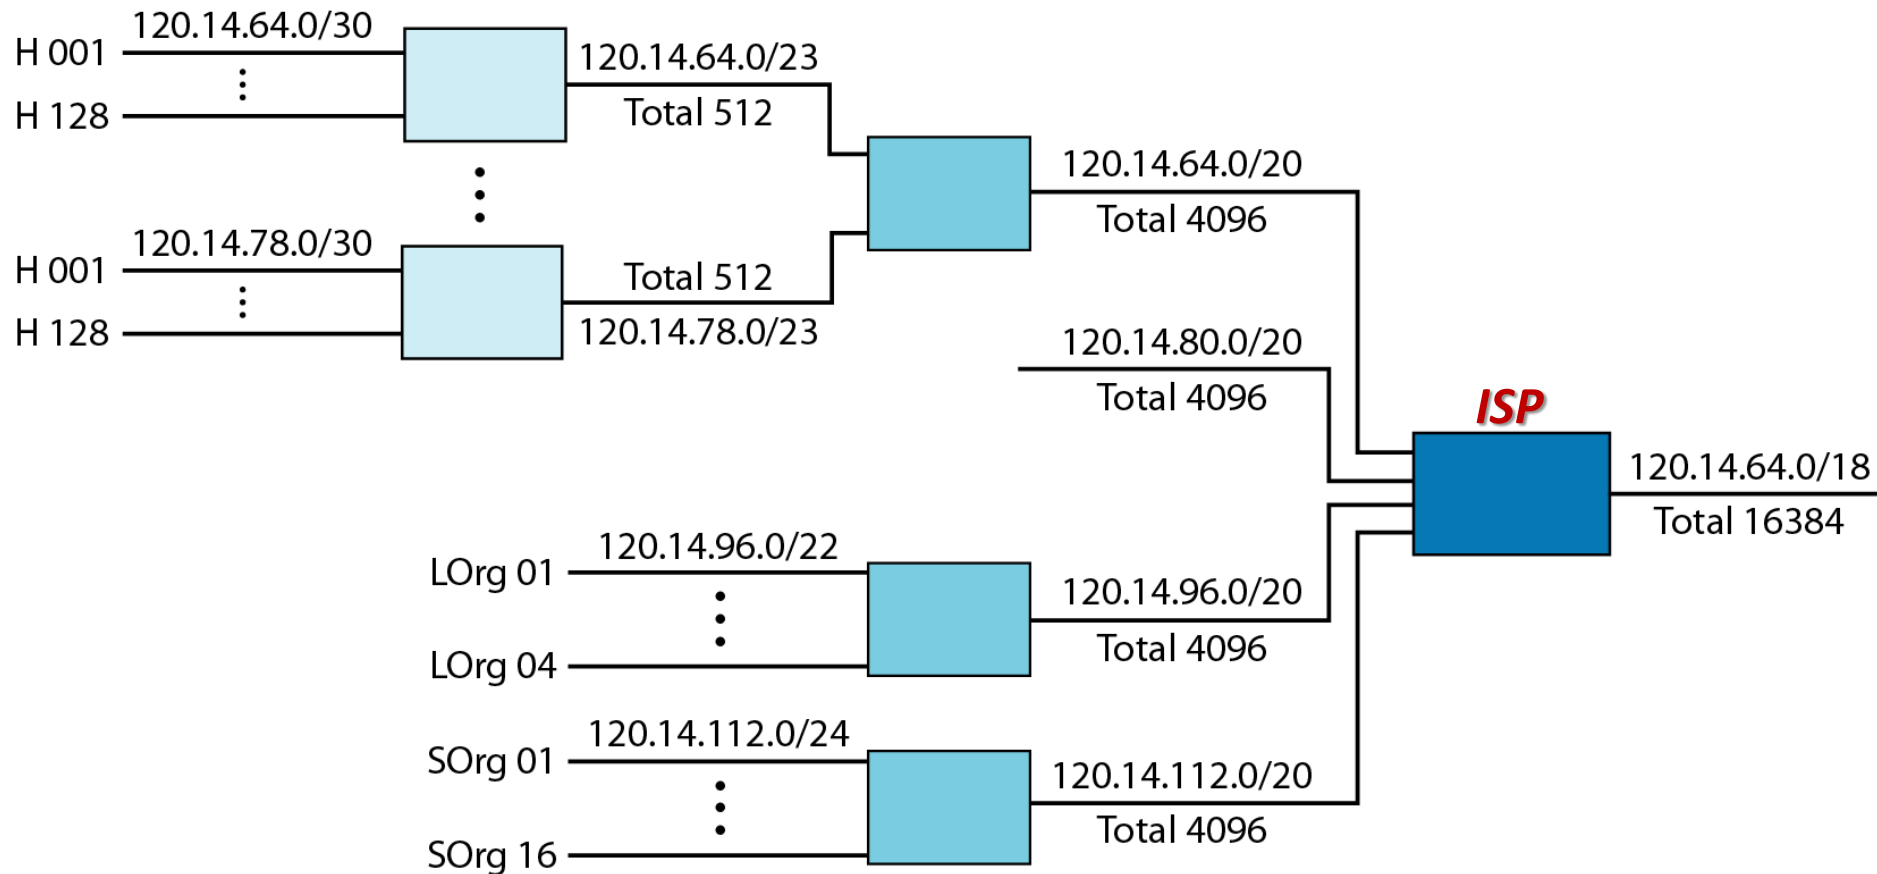 120.14.64.0/30
H 001
H 128
120.14.64.0/23
Total 512
120.14.78.0/30
H 001
H 128
Total 512
120.14.78.0/23
120.14.64.0/20
Total 4096
120.14.80.0/20
Total 4096
ISP
120.14.64.0/18
Total 16384
120.14.96.0/22
LOrg 01
LOrg 04
120.14.96.0/20
Total 4096
120.14.112.0/24
SOrg 01
SOrg 16
120.14.112.0/20
Total 4096